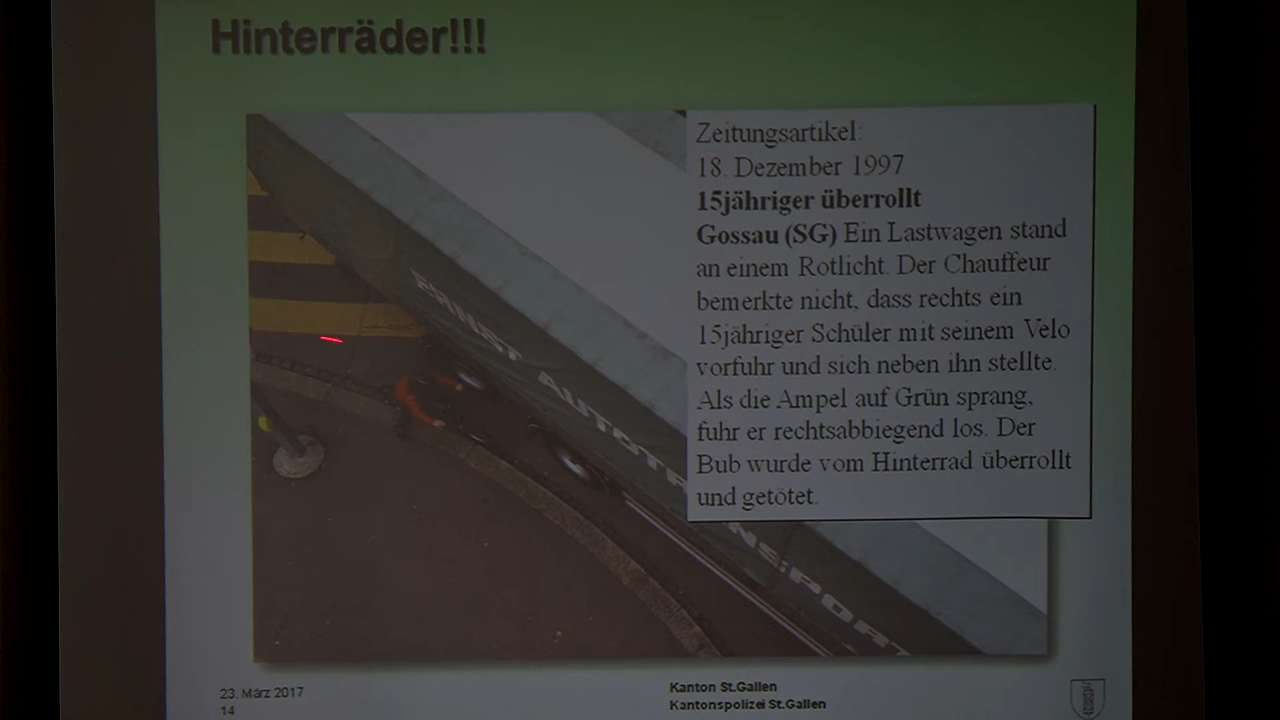 Hinterräder!!!
Zeitungsartikel:
18. Dezember 1997
15jähriger überrollt
Gossau (SG) Ein Lastwagen stand
an einem Rotlicht. Der Chauffeur
bemerkte nicht, dass rechts ein
15jähriger Schüler mit seinem Velo
vorfuhr und sich neben ihn stellte.
Als die Ampel auf Grün sprang,
fuhr er rechtsabbiegend los. Der
Bub wurde vom Hinterrad überrollt
und getötet.
ERNST AUTOTRANSPORT
23. März 2017
14
Kanton St.Gallen
Kantonspolizei St.Gallen